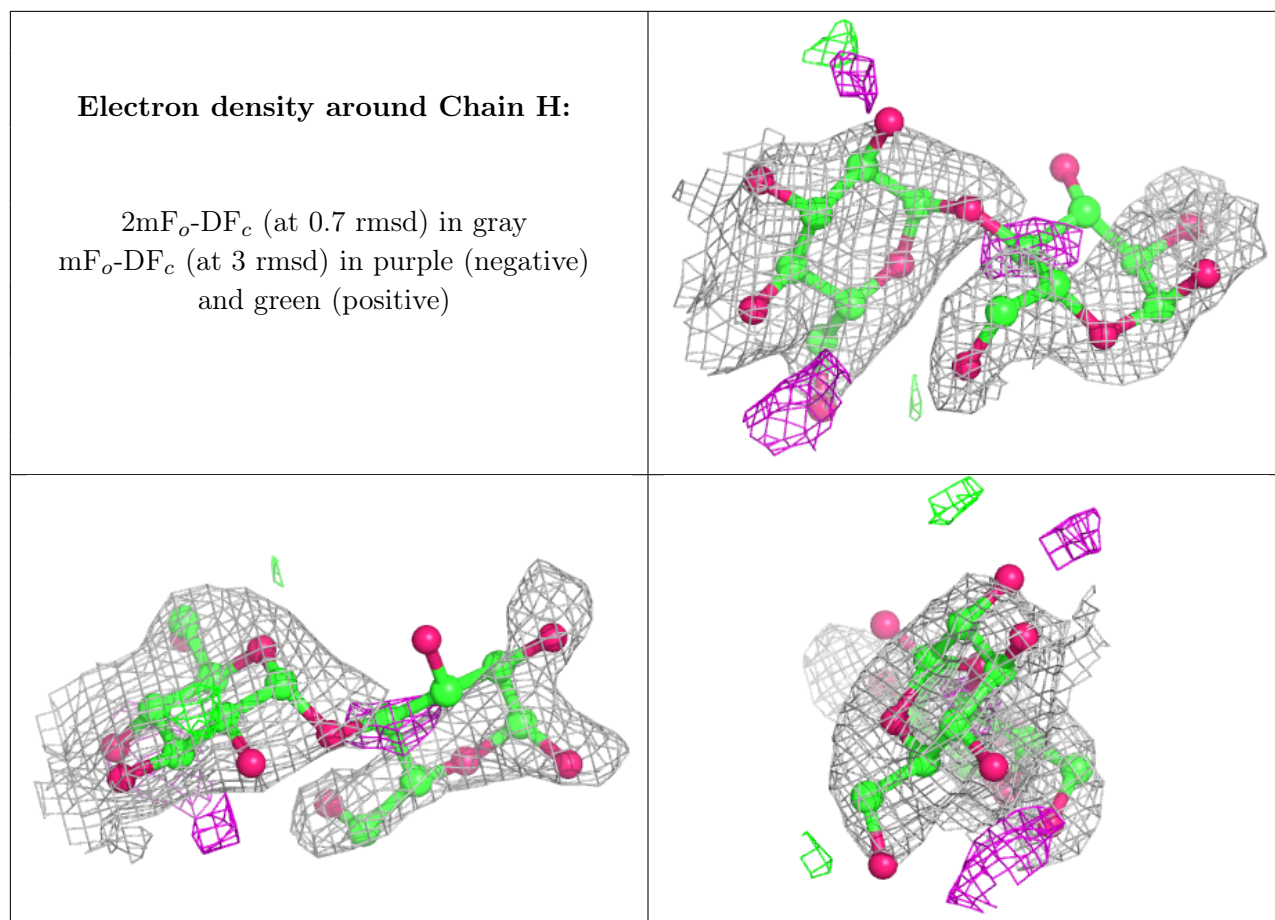 Electron density around Chain H:
2mFₒ-DF𝒸 (at 0.7 rmsd) in gray
mFₒ-DF𝒸 (at 3 rmsd) in purple (negative)
and green (positive)